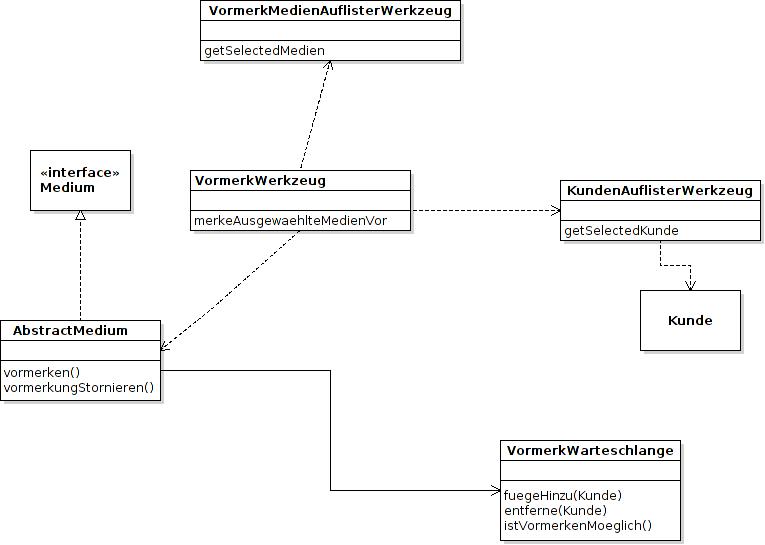 VormerkMedienAuflisterWerkzeug
getSelectedMedien
«interface»
Medium
VormerkWerkzeug
merkeAusgewaehlteMedienVor
KundenAuflisterWerkzeug
getSelectedKunde
Kunde
AbstractMedium
vormerken()
vormerkungStornieren()
VormerkWarteschlange
fuegeHinzu(Kunde)
entferne(Kunde)
istVormerkenMoeglich()